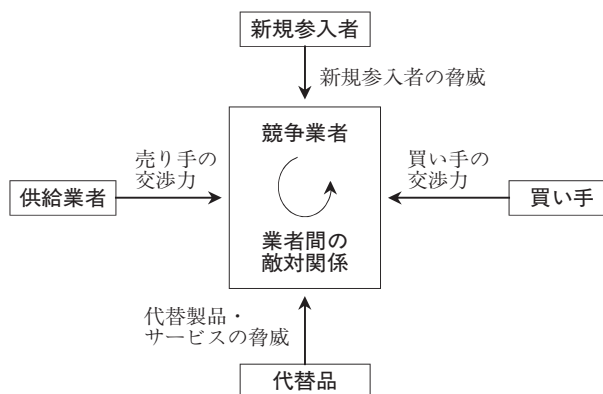 新規参入者
新規参入者の脅威
競争業者
売り手の
交渉力
買い手の
交渉力
供給業者
買い手
業者間の
敵対関係
代替製品・
サービスの脅威
代替品